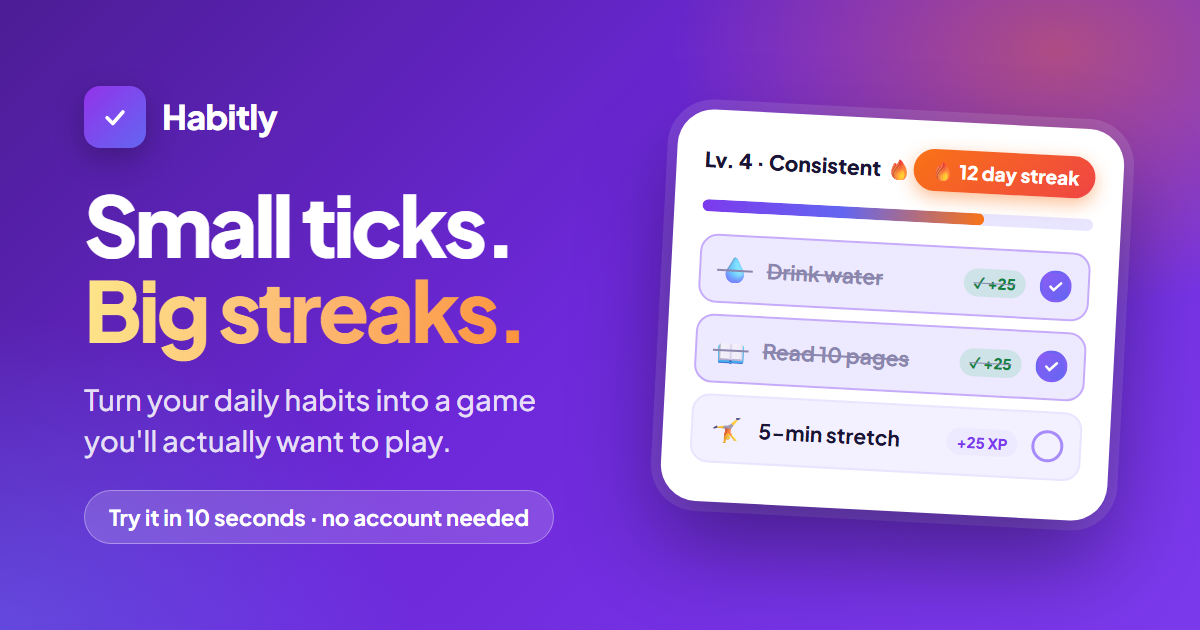 Habitly
Small ticks.
Big streaks.
Turn your daily habits into a game
you'll actually want to play.
Try it in 10 seconds · no account needed
Lv. 4 · Consistent 🔥
🔥 12 day streak
💧 Drink water
✓ +25
📖 Read 10 pages
✓ +25
🤸 5-min stretch
+25 XP